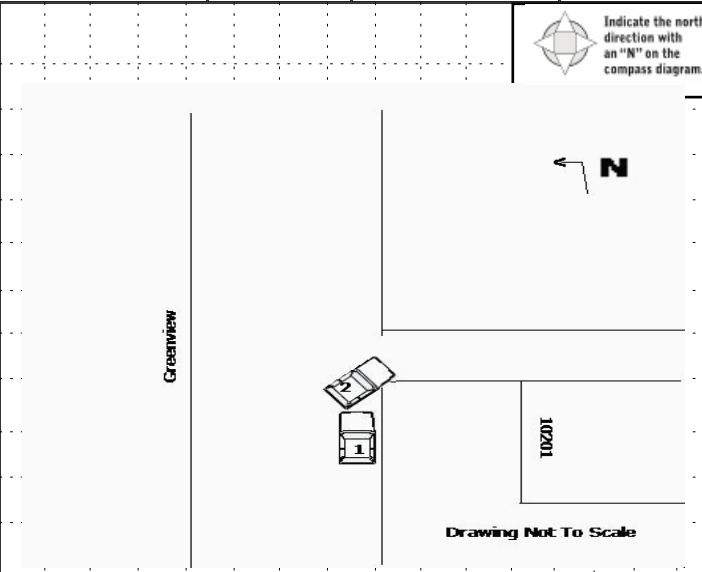 Indicate the north
direction with
an “N” on the
compass diagram.
N
Greenview
2
1
10201
Drawing Not To Scale